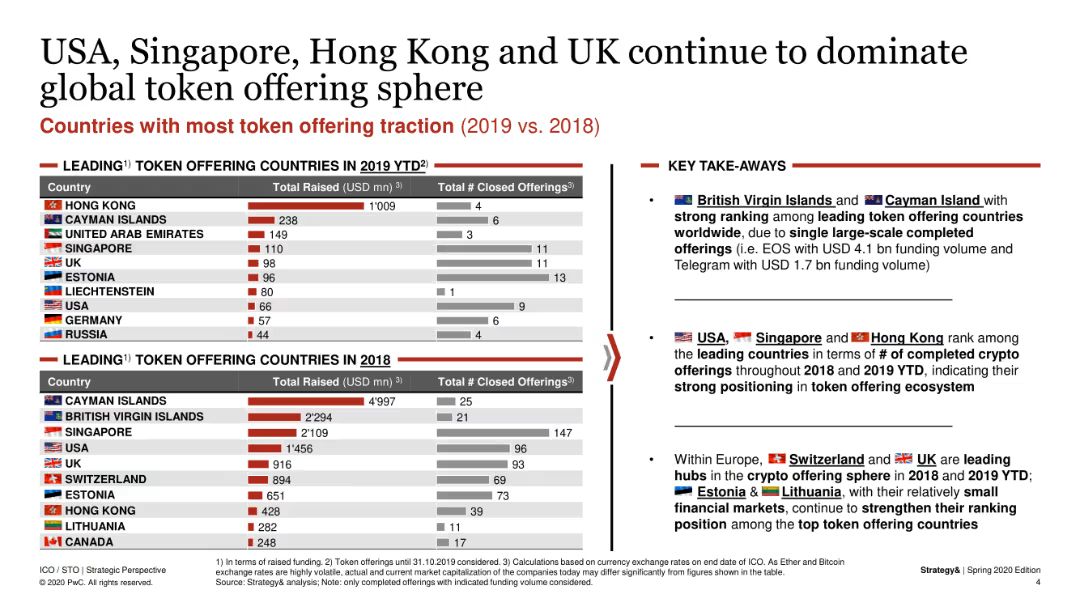 USA, Singapore, Hong Kong and UK continue to dominate
global token offering sphere
Countries with most token offering traction (2019 vs. 2018)
LEADING1) TOKEN OFFERING COUNTRIES IN 2019 YTD2)
Country Total Raised (USD mn) 3) Total # Closed Offerings3)
HONG KONG 1'009 4
CAYMAN ISLANDS 238 6
UNITED ARAB EMIRATES 149 3
SINGAPORE 110 11
UK 98 11
ESTONIA 96 13
LIECHTENSTEIN 80 1
USA 66 9
GERMANY 57 6
RUSSIA 44 4
LEADING1) TOKEN OFFERING COUNTRIES IN 2018
Country Total Raised (USD mn) 3) Total # Closed Offerings3)
CAYMAN ISLANDS 4'997 25
BRITISH VIRGIN ISLANDS 2'294 21
SINGAPORE 2'109 147
USA 1'456 96
UK 916 93
SWITZERLAND 894 69
ESTONIA 651 73
HONG KONG 428 39
LITHUANIA 282 11
CANADA 248 17
KEY TAKE-AWAYS
• British Virgin Islands and Cayman Island with
strong ranking among leading token offering countries
worldwide, due to single large-scale completed
offerings (i.e. EOS with USD 4.1 bn funding volume and
Telegram with USD 1.7 bn funding volume)
• USA, Singapore and Hong Kong rank among
the leading countries in terms of # of completed crypto
offerings throughout 2018 and 2019 YTD, indicating their
strong positioning in token offering ecosystem
• Within Europe, Switzerland and UK are leading
hubs in the crypto offering sphere in 2018 and 2019 YTD;
Estonia & Lithuania, with their relatively small
financial markets, continue to strengthen their ranking
position among the top token offering countries
ICO / STO | Strategic Perspective
© 2020 PwC. All rights reserved.
1) In terms of raised funding. 2) Token offerings until 31.10.2019 considered. 3) Calculations based on currency exchange rates on end date of ICO. As Ether and Bitcoin
exchange rates are highly volatile, actual and current market capitalization of the companies today may differ significantly from figures shown in the table.
Source: Strategy& analysis; Note: only completed offerings with indicated funding volume considered.
Strategy& | Spring 2020 Edition
4